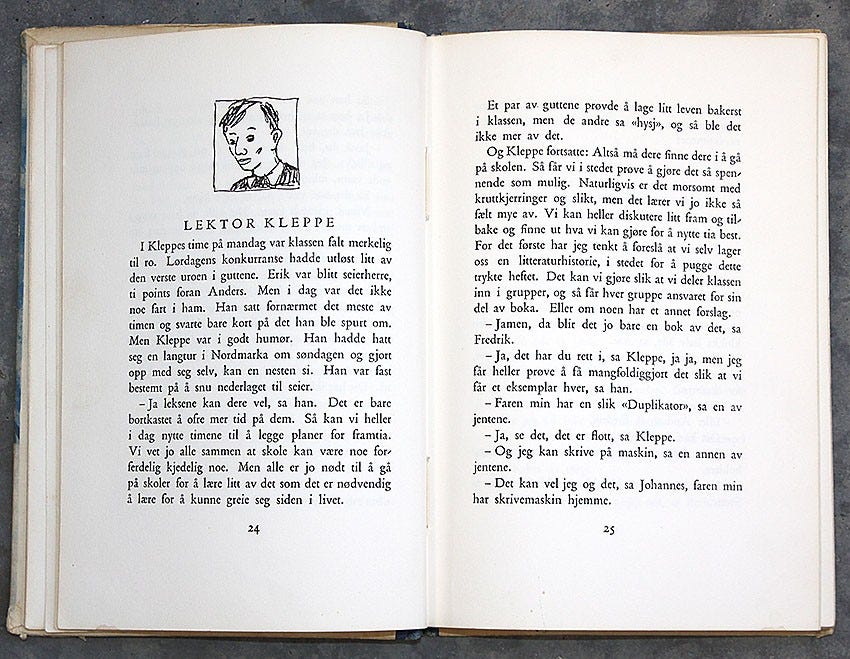 LEKTOR KLEPPE
I Kleppes time på mandag var klassen falt merkelig
til ro. Lørdagens konkurranse hadde utløst litt av
den verste uroen i guttene. Erik var blitt seierherre,
ti points foran Anders. Men i dag var det ikke
noe fart i ham. Han satt fornærmet det meste av
timen og svarte bare kort på det han ble spurt om.
Men Kleppe var i godt humør. Han hadde hatt
seg en langtur i Nordmarka om søndagen og gjort
opp med seg selv, kan en nesten si. Han var fast
bestemt på å snu nederlaget til seier.
– Ja leksene kan dere vel, sa han. Det er bare
bortkastet å ofre mer tid på dem. Så kan vi heller
i dag nytte timene til å legge planer for framtia.
Vi vet jo alle sammen at skole kan være noe for-
ferdelig kjedelig noe. Men alle er jo nødt til å gå
på skoler for å lære litt av det som det er nødvendig
å lære for å kunne greie seg siden i livet.
24
Et par av guttene prøvde å lage litt leven bakerst
i klassen, men de andre sa «hysj», og så ble det
ikke mer av det.
Og Kleppe fortsatte: Altså må dere finne dere i å gå
på skolen. Så får vi i stedet prøve å gjøre det så spen-
nende som mulig. Naturligvis er det morsomt med
kruttkjerringer og slikt, men det lærer vi jo ikke så
fælt mye av. Vi kan heller diskutere litt fram og til-
bake og finne ut hva vi kan gjøre for å nytte tia best.
For det første har jeg tenkt å foreslå at vi selv lager
oss en litteraturhistorie, i stedet for å pugge dette
trykte heftet. Det kan vi gjøre slik at vi deler klassen
inn i grupper, og så får hver gruppe ansvaret for sin
del av boka. Eller om noen har et annet forslag.
– Jamen, da blir det jo bare en bok av det, sa
Fredrik.
– Ja, det har du rett i, sa Kleppe, ja ja, men jeg
får heller prøve å få mangfoldiggjort det slik at vi
får et eksemplar hver, sa han.
– Faren min har en slik «Duplikator», sa en av
jentene.
– Ja, se det, det er flott, sa Kleppe.
– Og jeg kan skrive på maskin, sa en annen av
jentene.
– Det kan vel jeg og det, sa Johannes, faren min
har skrivemaskin hjemme.
25